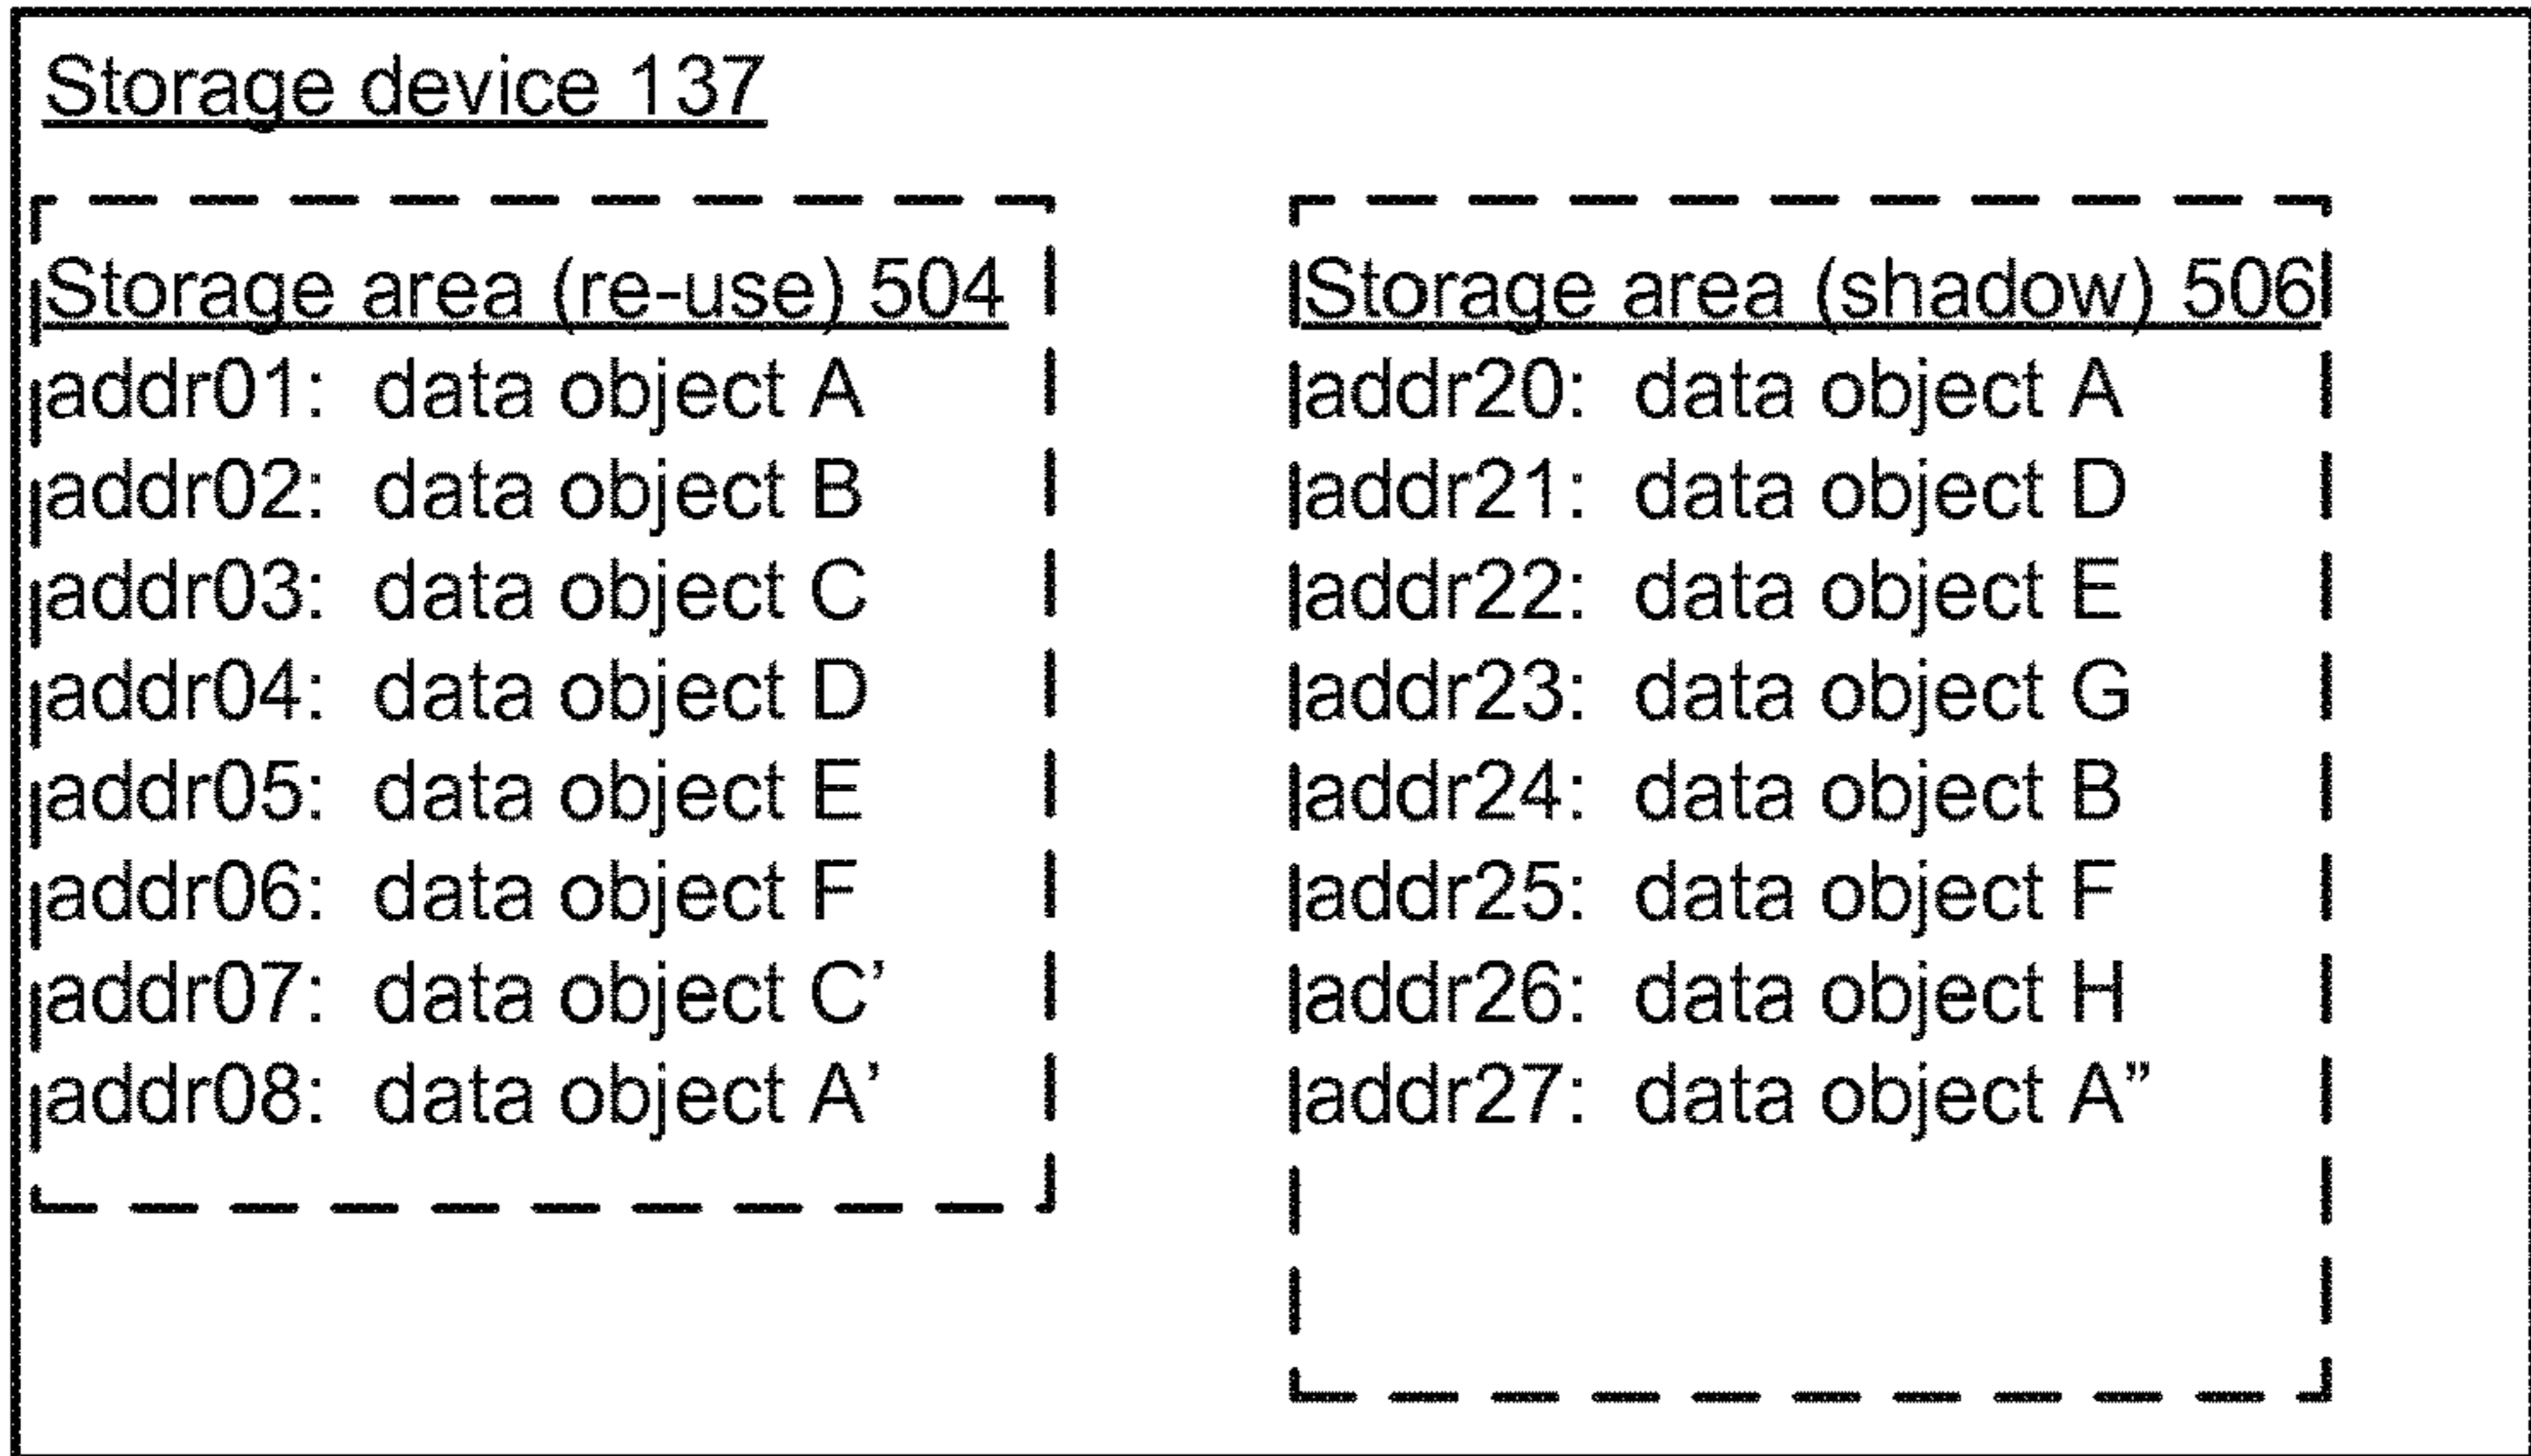 Storage device 137
Storage area (re-use) 504
addr01: data object A
addr02: data object B
addr03: data object C
addr04: data object D
addr05: data object E
addr06: data object F
addr07: data object C’
addr08: data object A’
Storage area (shadow) 506
addr20: data object A
addr21: data object D
addr22: data object E
addr23: data object G
addr24: data object B
addr25: data object F
addr26: data object H
addr27: data object A”